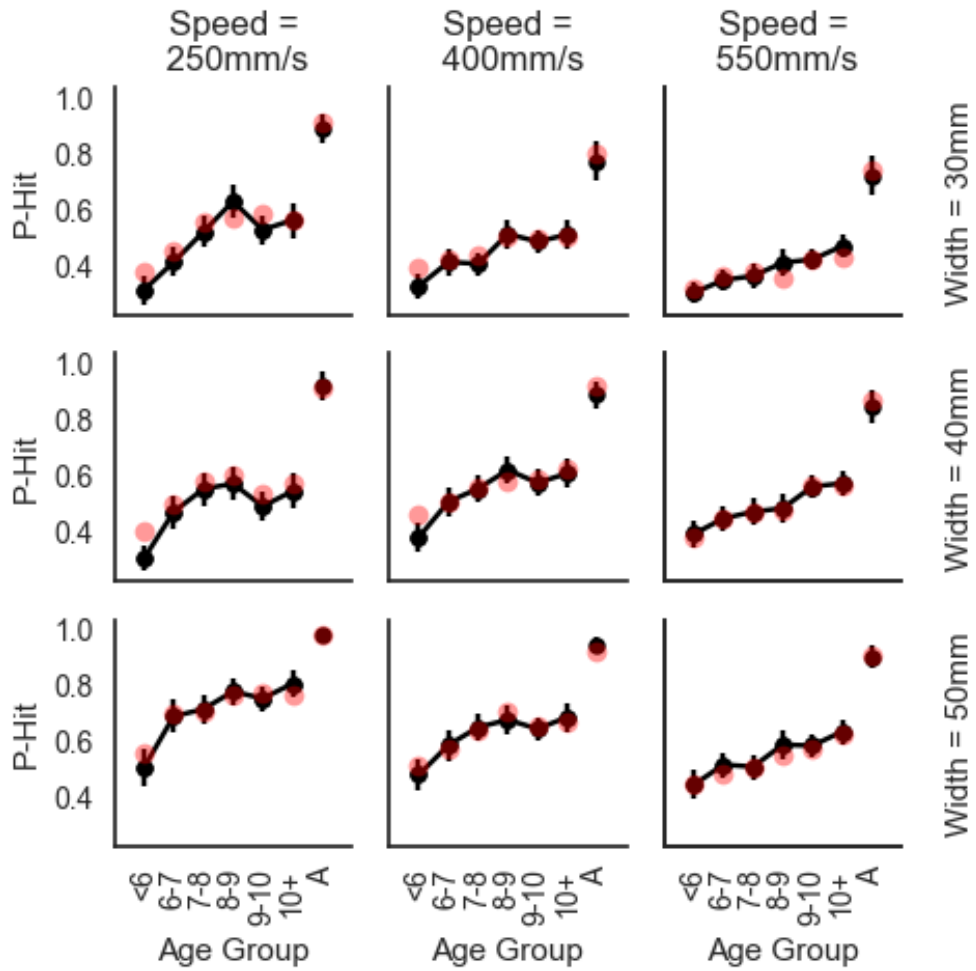 Speed =
250mm/s
Speed =
400mm/s
Speed =
550mm/s
1.0
0.8
0.6
0.4
P-Hit
Width = 30mm
1.0
0.8
0.6
0.4
P-Hit
Width = 40mm
1.0
0.8
0.6
0.4
P-Hit
Width = 50mm
<6
6-7
7-8
8-9
9-10
10+
A
<6
6-7
7-8
8-9
9-10
10+
A
<6
6-7
7-8
8-9
9-10
10+
A
Age Group
Age Group
Age Group